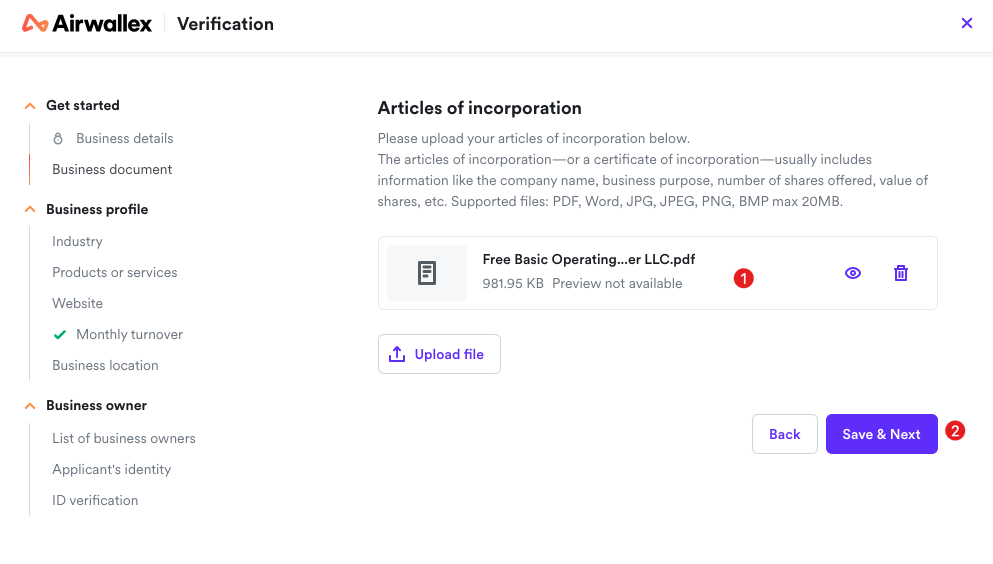 Airwallex Verification
Get started
Business details
Business document
Business profile
Industry
Products or services
Website
Monthly turnover
Business location
Business owner
List of business owners
Applicant's identity
ID verification
Articles of incorporation
Please upload your articles of incorporation below.
The articles of incorporation—or a certificate of incorporation—usually includes
information like the company name, business purpose, number of shares offered, value of
shares, etc. Supported files: PDF, Word, JPG, JPEG, PNG, BMP max 20MB.
Free Basic Operating...er LLC.pdf
981.95 KB Preview not available
1
Upload file
Back
Save & Next
2